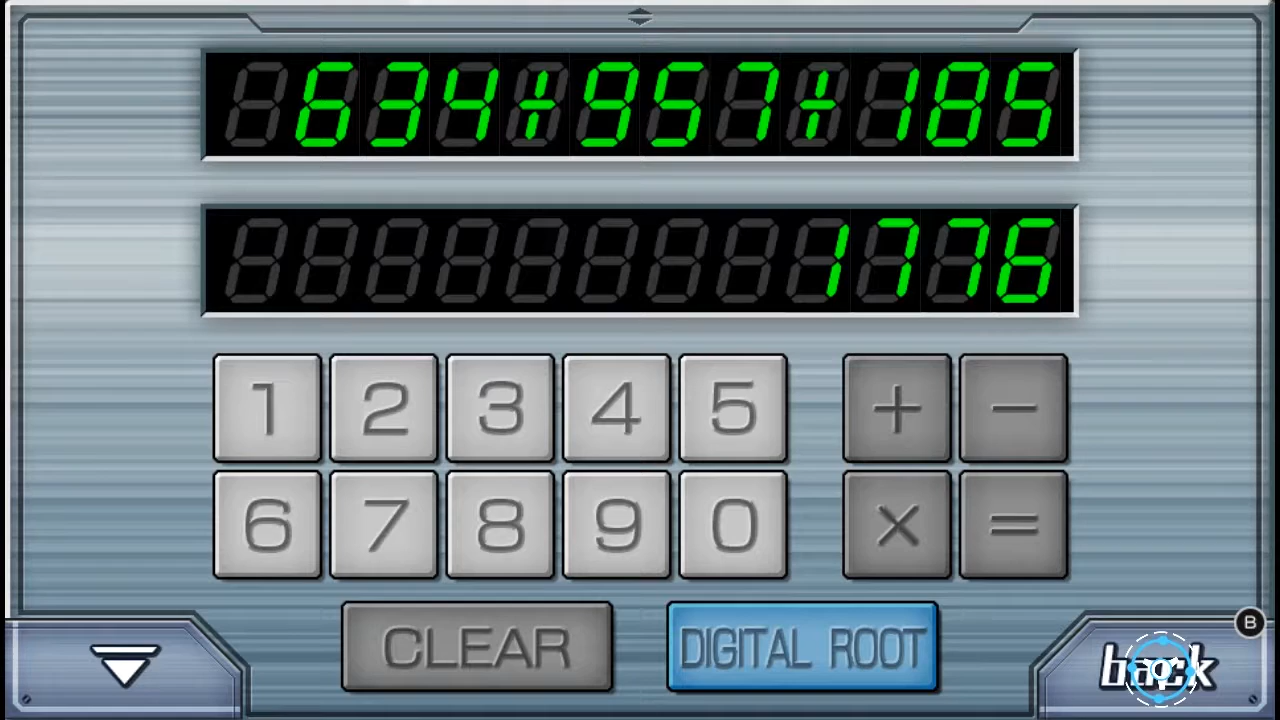 634+957+185
1776
1 2 3 4 5 + −
6 7 8 9 0 × =
CLEAR DIGITAL ROOT
B
back